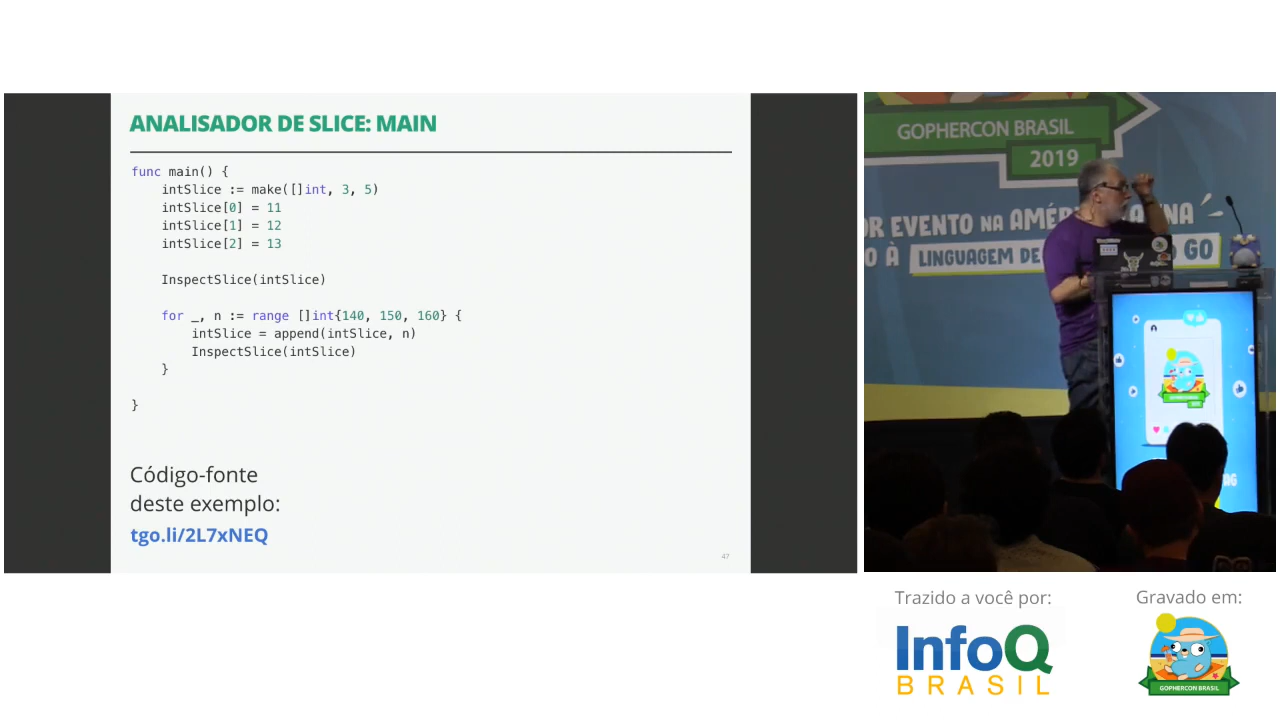 ANALISADOR DE SLICE: MAIN
func main() {
    intSlice := make([]int, 3, 5)
    intSlice[0] = 11
    intSlice[1] = 12
    intSlice[2] = 13
    InspectSlice(intSlice)
    for _, n := range []int{140, 150, 160} {
        intSlice = append(intSlice, n)
        InspectSlice(intSlice)
    }
}
Código-fonte
deste exemplo:
tgo.li/2L7xNEQ
47
GOPHERCON BRASIL
2019
OR EVENTO NA AMÉR
NA
O À LINGUAGEM DE
GO
Trazido a você por:
InfoQ
BRASIL
Gravado em:
GOPHERCON BRASIL